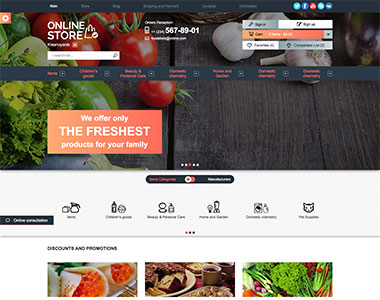 Main Store Blog Shipping and Payment Contacts Information
ONLINE STORE
Krasnoyarsk
Search for
Orders Reception
+1 (234) 567-89-01
foodstore@online.com
Sign in
Sign up
Cart
Favorites (4)
Comparison List (0)
Items
Children's goods
Beauty & Personal Care
Domestic chemistry
Home and Garden
Domestic chemistry
Domestic chemistry
We offer only
THE FRESHEST
products for your family
Items Categories
Manufacturers
Online consultation
Items
Children's goods
Beauty & Personal Care
Home and Garden
Domestic chemistry
Pet Supplies
DISCOUNTS AND PROMOTIONS